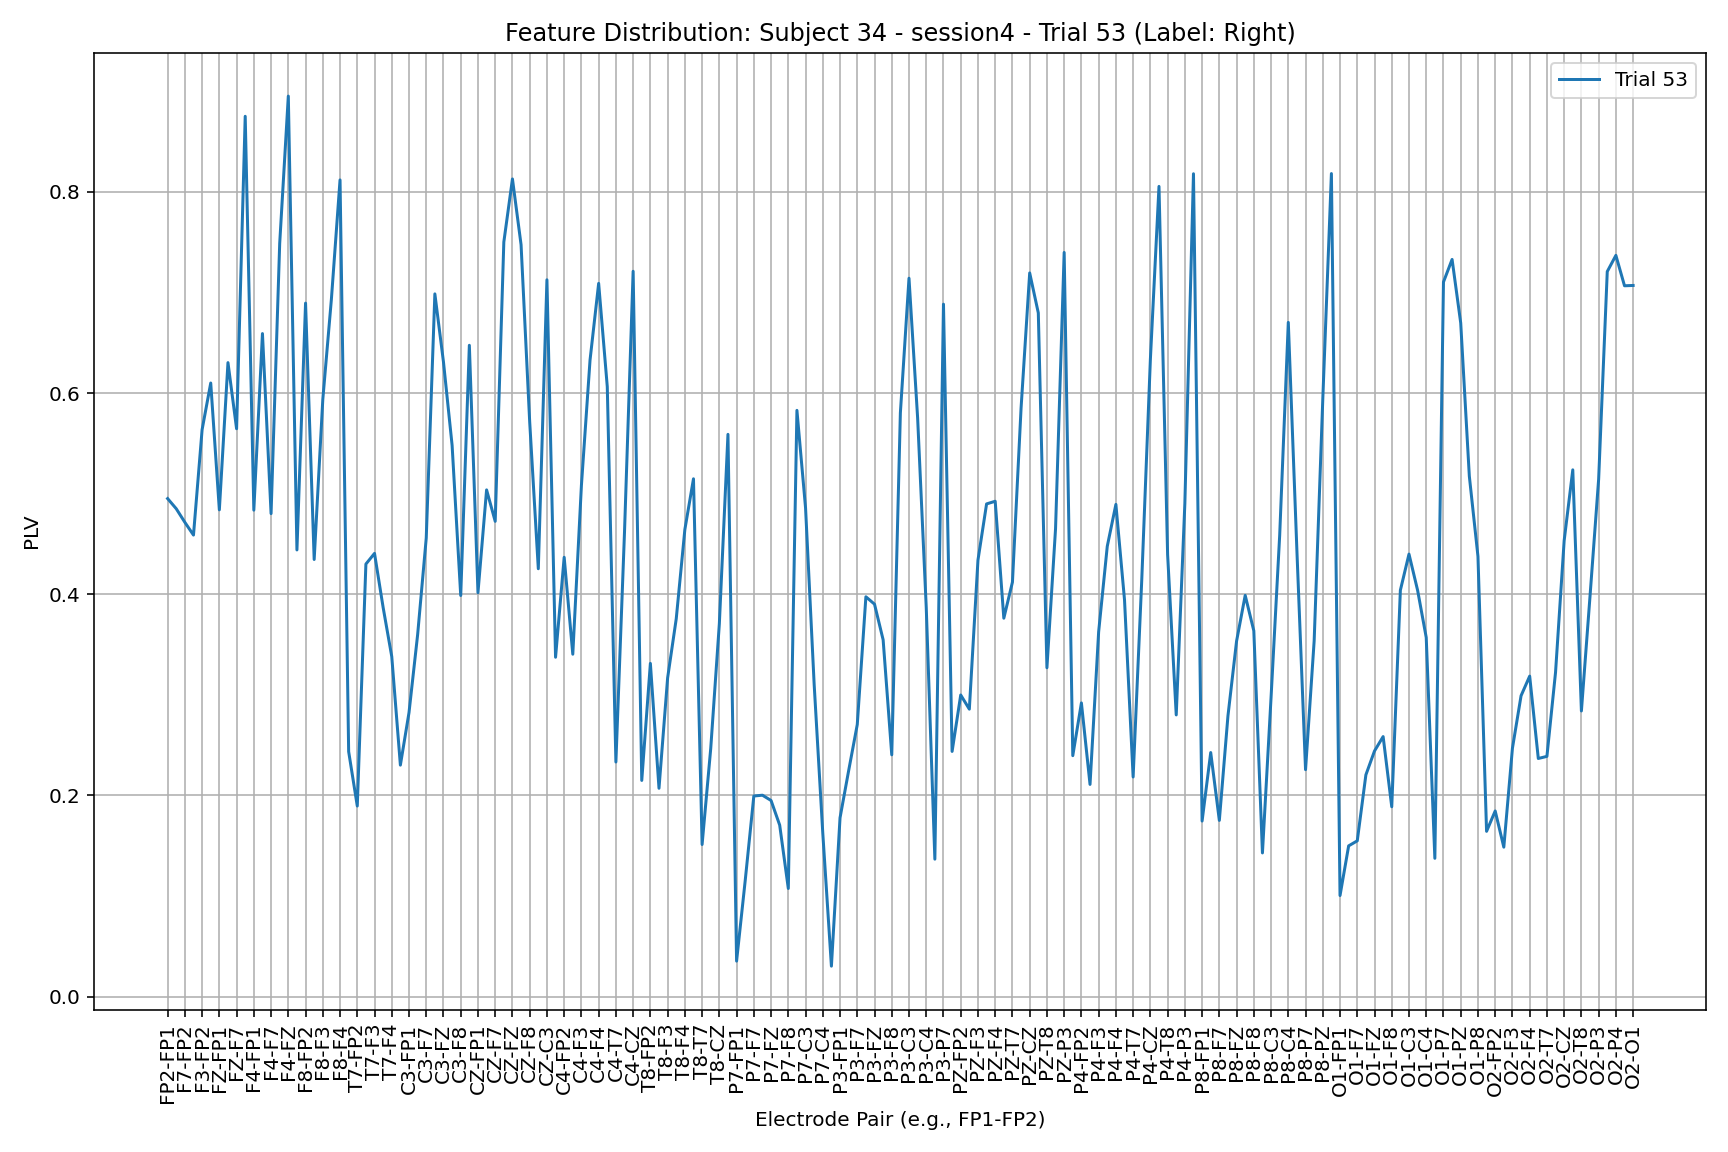 Feature Distribution: Subject 34 - session4 - Trial 53 (Label: Right)
Trial 53
PLV
0.8
0.6
0.4
0.2
0.0
FP2-FP1
F7-FP2
F3-FP2
FZ-FP1
FZ-F7
F4-FP1
F4-F7
F4-FZ
F8-FP2
F8-F3
F8-F4
T7-FP2
T7-F3
T7-F4
C3-FP1
C3-F7
C3-FZ
C3-F8
CZ-FP1
CZ-F7
CZ-FZ
CZ-F8
CZ-C3
C4-FP2
C4-F3
C4-F4
C4-T7
C4-CZ
T8-FP2
T8-F3
T8-F4
T8-T7
T8-CZ
P7-FP1
P7-F7
P7-FZ
P7-F8
P7-C3
P7-C4
P3-FP1
P3-F7
P3-FZ
P3-F8
P3-C3
P3-C4
P3-P7
PZ-FP2
PZ-F3
PZ-F4
PZ-T7
PZ-CZ
PZ-T8
PZ-P3
P4-FP2
P4-F3
P4-F4
P4-T7
P4-CZ
P4-T8
P4-P3
P8-FP1
P8-F7
P8-FZ
P8-F8
P8-C3
P8-C4
P8-P7
P8-PZ
O1-FP1
O1-F7
O1-FZ
O1-F8
O1-C3
O1-C4
O1-P7
O1-PZ
O1-P8
O2-FP2
O2-F3
O2-F4
O2-T7
O2-CZ
O2-T8
O2-P3
O2-P4
O2-O1
Electrode Pair (e.g., FP1-FP2)